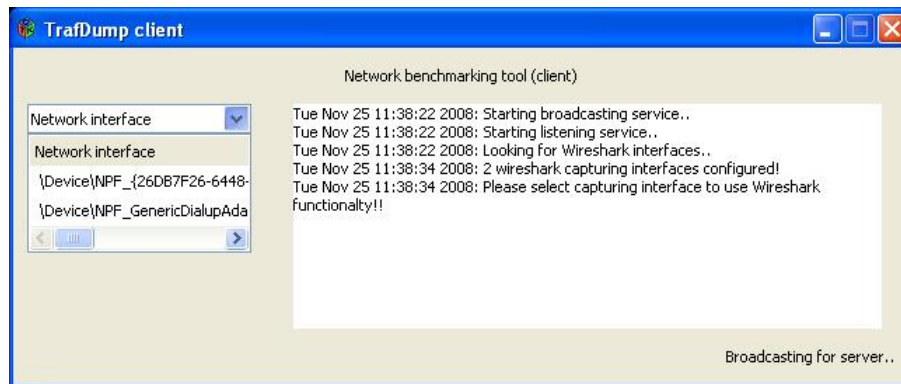 TrafDump client
Network benchmarking tool (client)
Network interface
Network interface
\Device\NPF_{26DB7F26-6448-
\Device\NPF_GenericDialupAda
Tue Nov 25 11:38:22 2008: Starting broadcasting service..
Tue Nov 25 11:38:22 2008: Starting listening service..
Tue Nov 25 11:38:22 2008: Looking for Wireshark interfaces..
Tue Nov 25 11:38:34 2008: 2 wireshark capturing interfaces configured!
Tue Nov 25 11:38:34 2008: Please select capturing interface to use Wireshark
functionalty!!
Broadcasting for server..